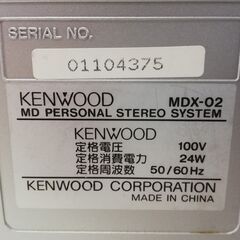 SERIAL NO.
01104375
KENWOOD MDX-02
MD PERSONAL STEREO SYSTEM
KENWOOD
定格電圧 100V
定格消費電力 24W
定格周波数 50/60Hz
KENWOOD CORPORATION
MADE IN CHINA